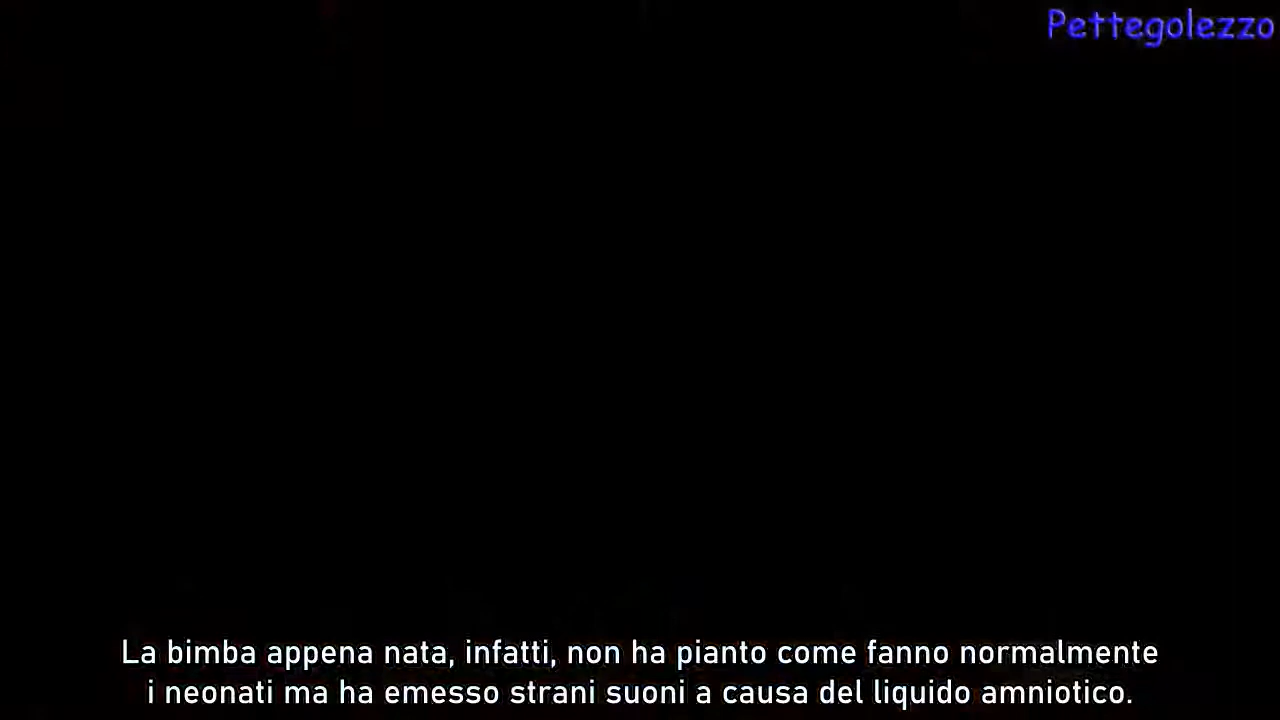 Pettegolezzo
La bimba appena nata, infatti, non ha pianto come fanno normalmente
i neonati ma ha emesso strani suoni a causa del liquido amniotico.